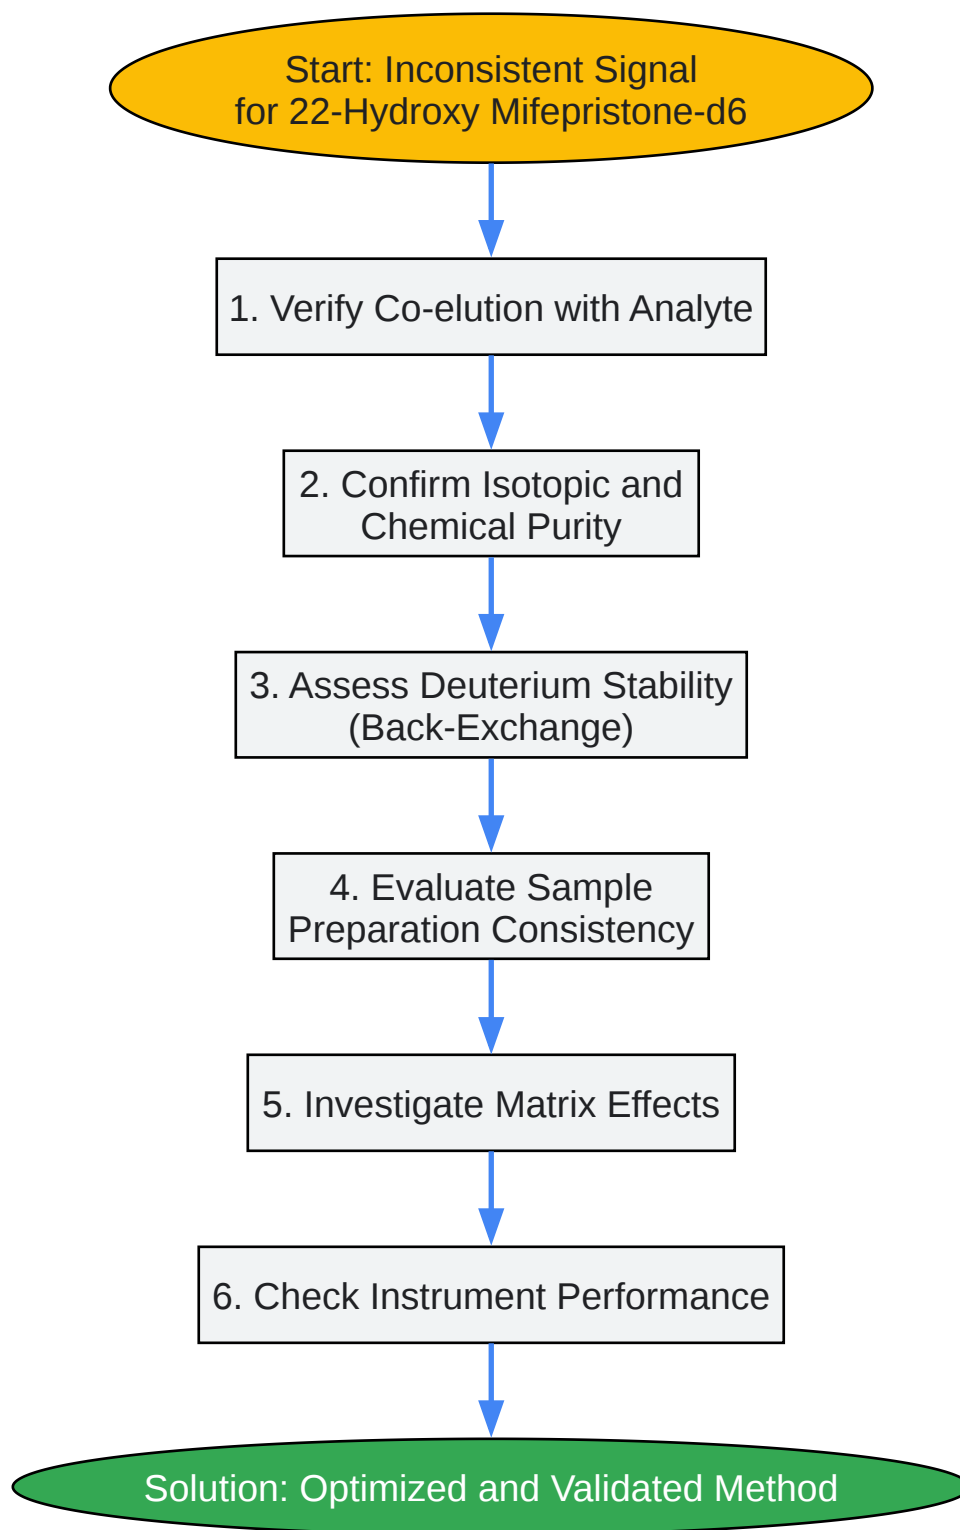 Start: Inconsistent Signal
for 22-Hydroxy Mifepristone-d6
1. Verify Co-elution with Analyte
2. Confirm Isotopic and
Chemical Purity
3. Assess Deuterium Stability
(Back-Exchange)
4. Evaluate Sample
Preparation Consistency
5. Investigate Matrix Effects
6. Check Instrument Performance
Solution: Optimized and Validated Method